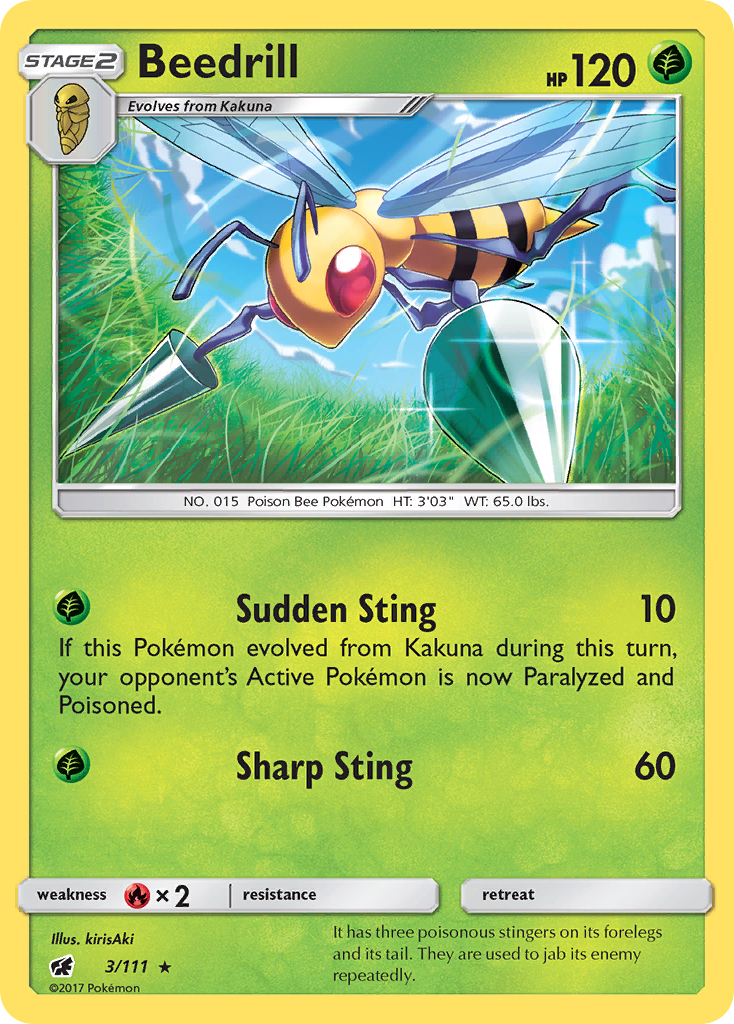 STAGE2
Beedrill
HP 120
Evolves from Kakuna
NO. 015 Poison Bee Pokémon HT: 3'03" WT: 65.0 lbs.
Sudden Sting 10
If this Pokémon evolved from Kakuna during this turn,
your opponent's Active Pokémon is now Paralyzed and
Poisoned.
Sharp Sting 60
weakness × 2 resistance retreat
Illus. kirisAki
3/111 ★
©2017 Pokémon
It has three poisonous stingers on its forelegs
and its tail. They are used to jab its enemy
repeatedly.